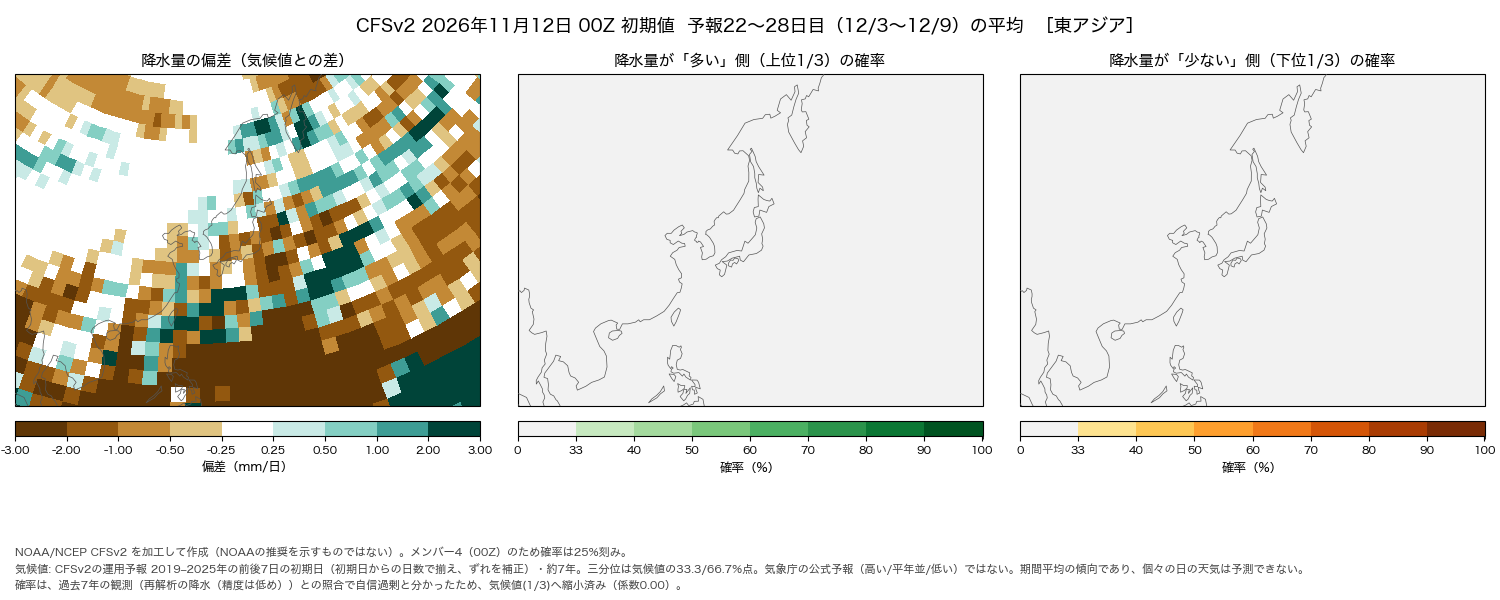 CFSv2 2026年11月12日 00Z 初期値 予報22～28日目（12/3～12/9）の平均 ［東アジア］
降水量の偏差（気候値との差）
降水量が「多い」側（上位1/3）の確率
降水量が「少ない」側（下位1/3）の確率
-3.00 -2.00 -1.00 -0.50 -0.25 0.25 0.50 1.00 2.00 3.00
偏差（mm/日）
0 33 40 50 60 70 80 90 100
確率（%）
0 33 40 50 60 70 80 90 100
確率（%）
NOAA/NCEP CFSv2 を加工して作成（NOAAの推奨を示すものではない）。メンバー4（00Z）のため確率は25%刻み。
気候値: CFSv2の運用予報 2019–2025年の前後7日の初期日（初期日からの日数で揃え、ずれを補正）・約7年。三分位は気候値の33.3/66.7%点。気象庁の公式予報（高い/平年並/低い）ではない。期間平均の傾向であり、個々の日の天気は予測できない。
確率は、過去7年の観測（再解析の降水（精度は低め））との照合で自信過剰と分かったため、気候値(1/3)へ縮小済み（係数0.00）。